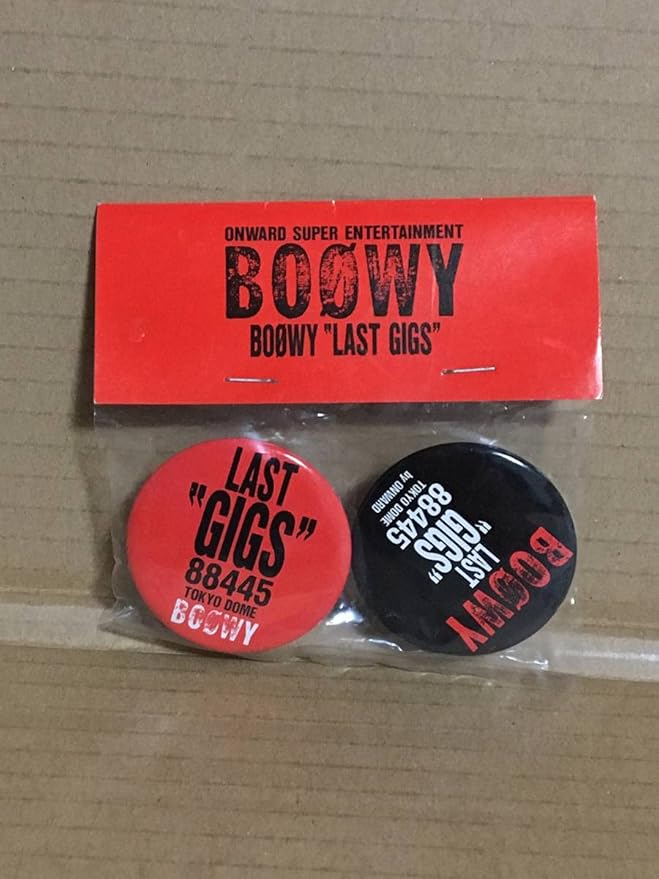 ONWARD SUPER ENTERTAINMENT
BOØWY
BOØWY "LAST GIGS"
LAST
"GIGS"
88445
TOKYO DOME
BOØWY
BOØWY
LAST
"GIGS"
88445
TOKYO DOME
by ONWARD